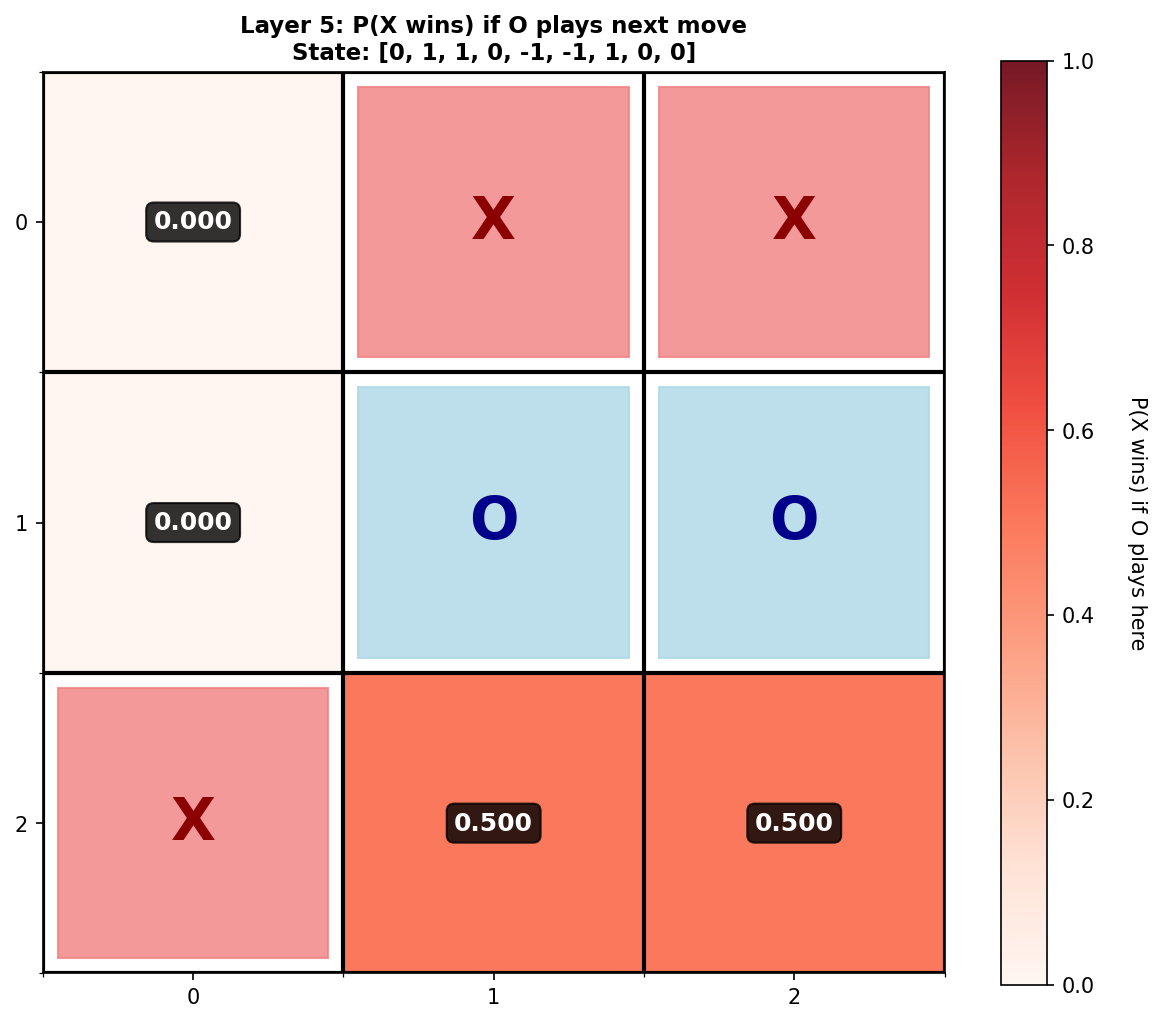 Layer 5: P(X wins) if O plays next move
State: [0, 1, 1, 0, -1, -1, 1, 0, 0]
0
0.000
X
X
1
0.000
O
O
2
X
0.500
0.500
0
1
2
1.0
0.8
0.6
0.4
0.2
0.0
P(X wins) if O plays here